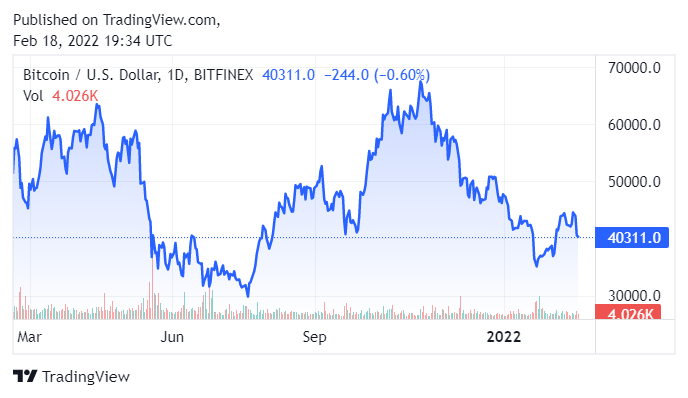 Published on TradingView.com,
Feb 18, 2022 19:34 UTC
Bitcoin / U.S. Dollar, 1D, BITFINEX 40311.0 −244.0 (−0.60%)
Vol 4.026K
70000.0
60000.0
50000.0
40311.0
30000.0
4.026K
Mar Jun Sep 2022
TradingView